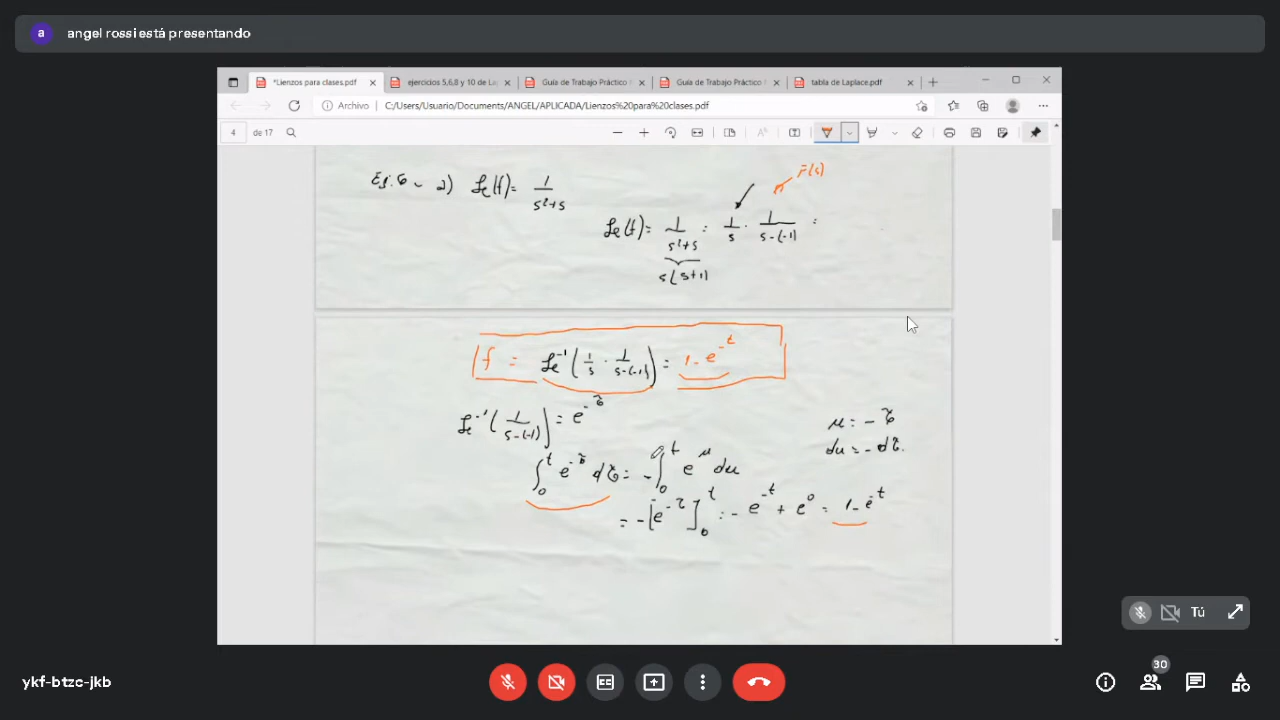 a angel rossi está presentando
*Lienzos para clases.pdf
ejercicios 5,6,8 y 10 de La
Guía de Trabajo Práctico
Guía de Trabajo Práctico
tabla de Laplace.pdf
Archivo C:/Users/Usuario/Documents/ANGEL/APLICADA/Lienzos%20para%20clases.pdf
4 de 17
F(s)
Ej. 6 - 2) ℒ(f) = 1/(s²+s)
ℒ(f) = 1/(s²+s) = 1/s · 1/(s-(-1)) =
s(s+1)
f = ℒ⁻¹(1/s · 1/(s-(-1))) = 1-e^-t
ℒ⁻¹(1/(s-(-1))) = e^-τ
μ = -τ
du = -dτ.
∫₀^t e^-τ dτ = -∫₀^t e^μ du
= -[e^-τ]₀^t = -e^-t + e^0 = 1-e^-t
Tú
ykf-btzc-jkb
CC
30